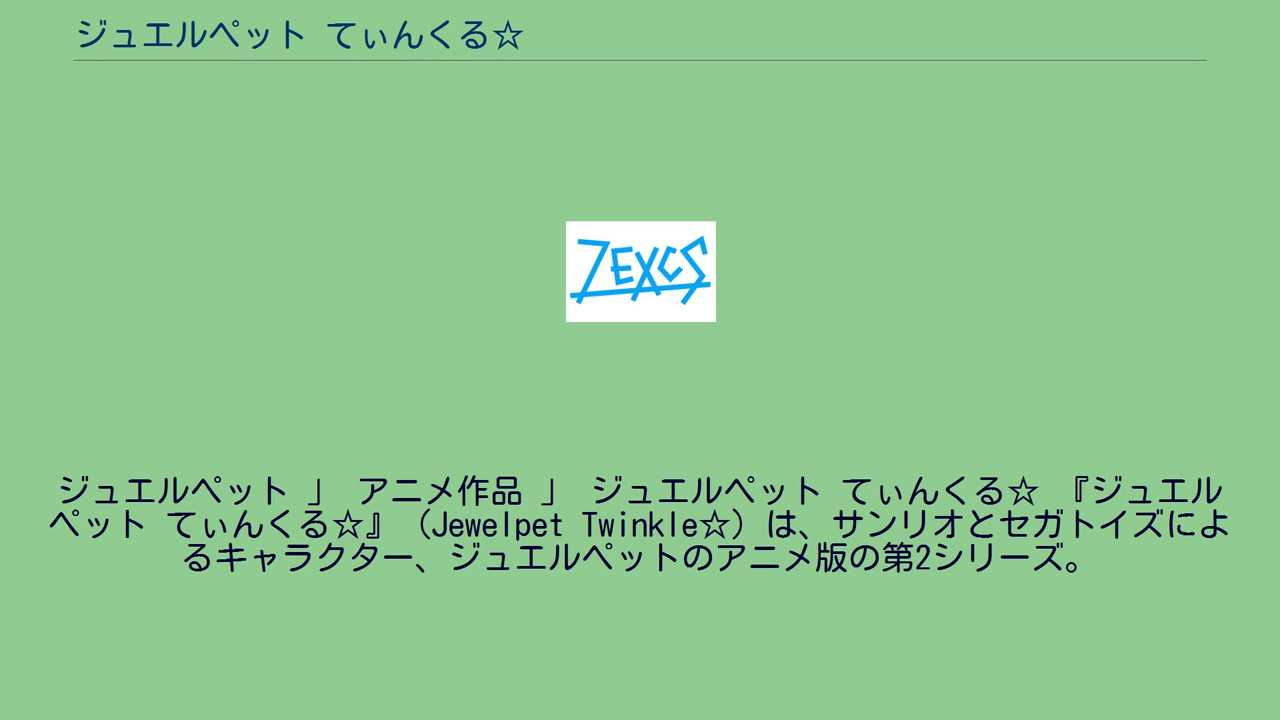 ジュエルペット てぃんくる☆
ZEXCS
ジュエルペット 」 アニメ作品 」 ジュエルペット てぃんくる☆ 『ジュエル
ペット てぃんくる☆』 (Jewelpet Twinkle☆) は、サンリオとセガトイズによ
るキャラクター、ジュエルペットのアニメ版の第2シリーズ。